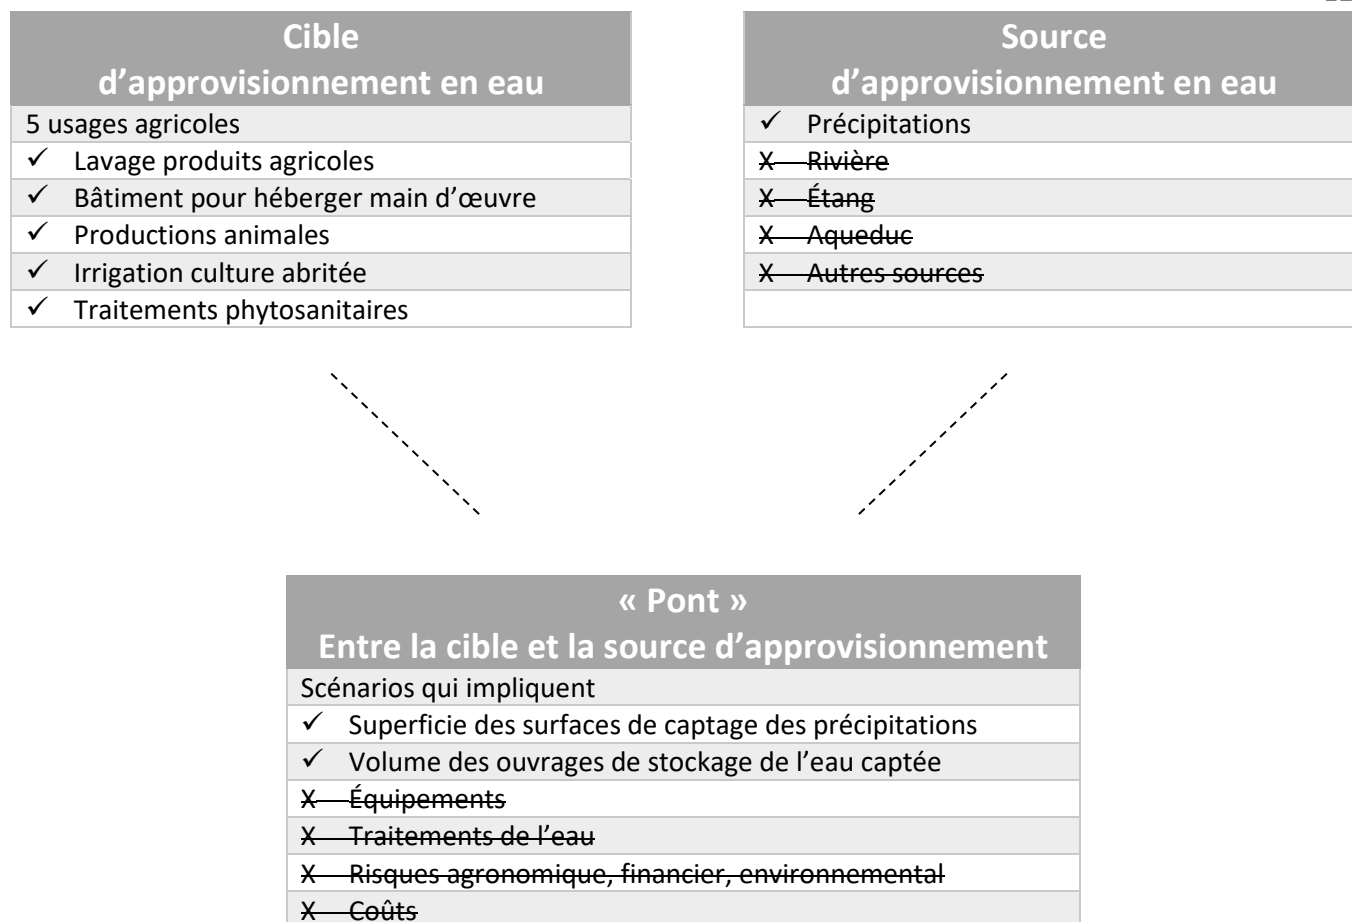 Cible
d’approvisionnement en eau
5 usages agricoles
✓ Lavage produits agricoles
✓ Bâtiment pour héberger main d’œuvre
✓ Productions animales
✓ Irrigation culture abritée
✓ Traitements phytosanitaires
Source
d’approvisionnement en eau
✓ Précipitations
X Rivière
X Étang
X Aqueduc
X Autres sources
« Pont »
Entre la cible et la source d’approvisionnement
Scénarios qui impliquent
✓ Superficie des surfaces de captage des précipitations
✓ Volume des ouvrages de stockage de l’eau captée
X Équipements
X Traitements de l’eau
X Risques agronomique, financier, environnemental
X Coûts